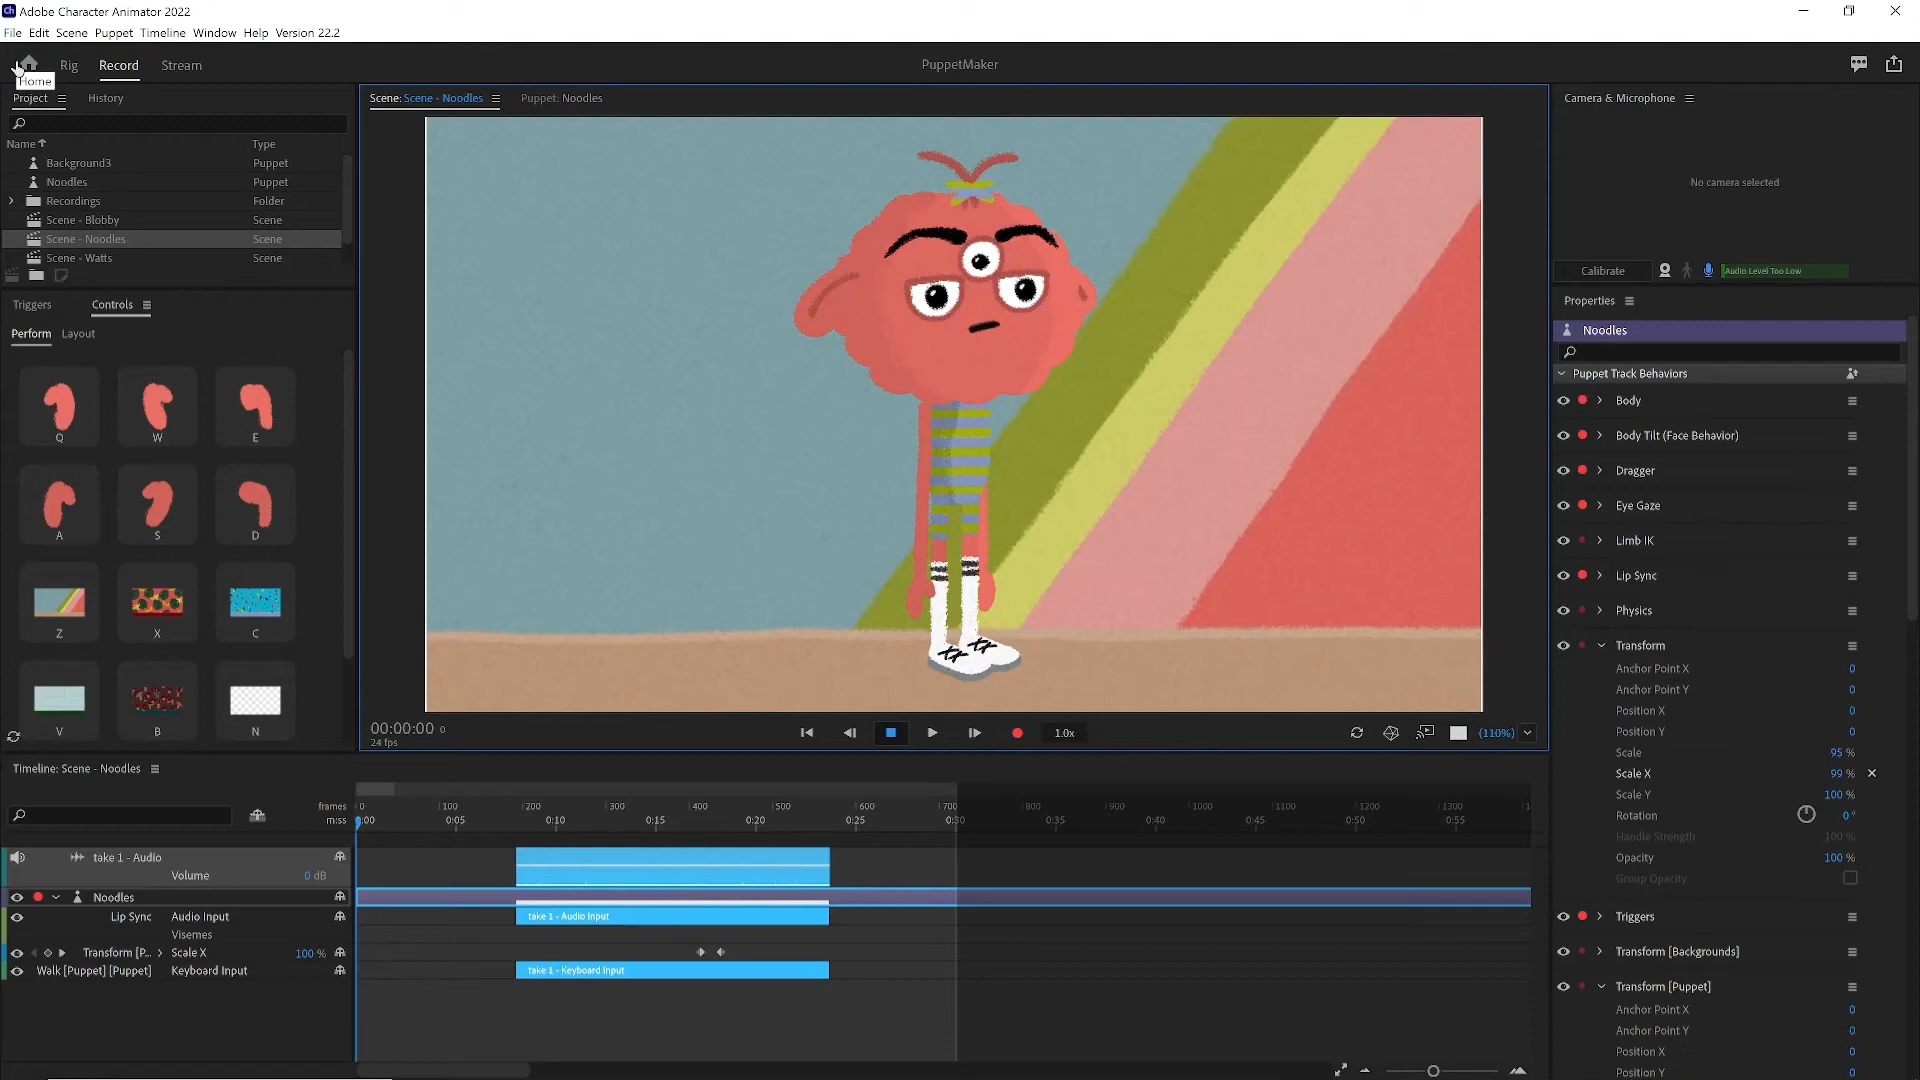 Ch Adobe Character Animator 2022
File Edit Scene Puppet Timeline Window Help Version 22.2
Rig Record Stream PuppetMaker
Home
Project History
Name Type
Background3 Puppet
Noodles Puppet
Recordings Folder
Scene - Blobby Scene
Scene - Noodles Scene
Scene - Watts Scene
Triggers Controls
Perform Layout
Q W E
A S D
Z X C
V B N
Scene: Scene - Noodles Puppet: Noodles
00:00:00 0
24 fps
1.0x
(110%)
Camera & Microphone
No camera selected
Calibrate Audio Level Too Low
Properties
Noodles
Puppet Track Behaviors
Body
Body Tilt (Face Behavior)
Dragger
Eye Gaze
Limb IK
Lip Sync
Physics
Transform
Anchor Point X 0
Anchor Point Y 0
Position X 0
Position Y 0
Scale 95 %
Scale X 99 %
Scale Y 100 %
Rotation 0 °
Handle Strength 100 %
Opacity 100 %
Group Opacity
Triggers
Transform [Backgrounds]
Transform [Puppet]
Anchor Point X 0
Anchor Point Y 0
Position X 0
Position Y 0
Timeline: Scene - Noodles
frames 0 100 200 300 400 500 600 700 800 900 1000 1100 1200 1300 1
m:ss 0:00 0:05 0:10 0:15 0:20 0:25 0:30 0:35 0:40 0:45 0:50 0:55
take 1 - Audio
Volume 0 dB
Noodles
Lip Sync Audio Input take 1 - Audio Input
Visemes
Transform [P... Scale X 100 %
Walk [Puppet] [Puppet] Keyboard Input take 1 - Keyboard Input